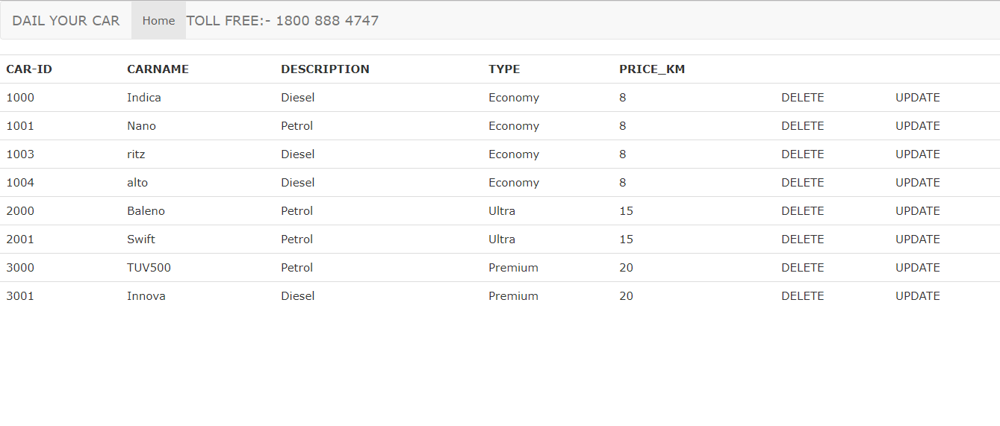 DAIL YOUR CAR Home TOLL FREE:- 1800 888 4747
CAR-ID CARNAME DESCRIPTION TYPE PRICE_KM
1000 Indica Diesel Economy 8 DELETE UPDATE
1001 Nano Petrol Economy 8 DELETE UPDATE
1003 ritz Diesel Economy 8 DELETE UPDATE
1004 alto Diesel Economy 8 DELETE UPDATE
2000 Baleno Petrol Ultra 15 DELETE UPDATE
2001 Swift Petrol Ultra 15 DELETE UPDATE
3000 TUV500 Petrol Premium 20 DELETE UPDATE
3001 Innova Diesel Premium 20 DELETE UPDATE